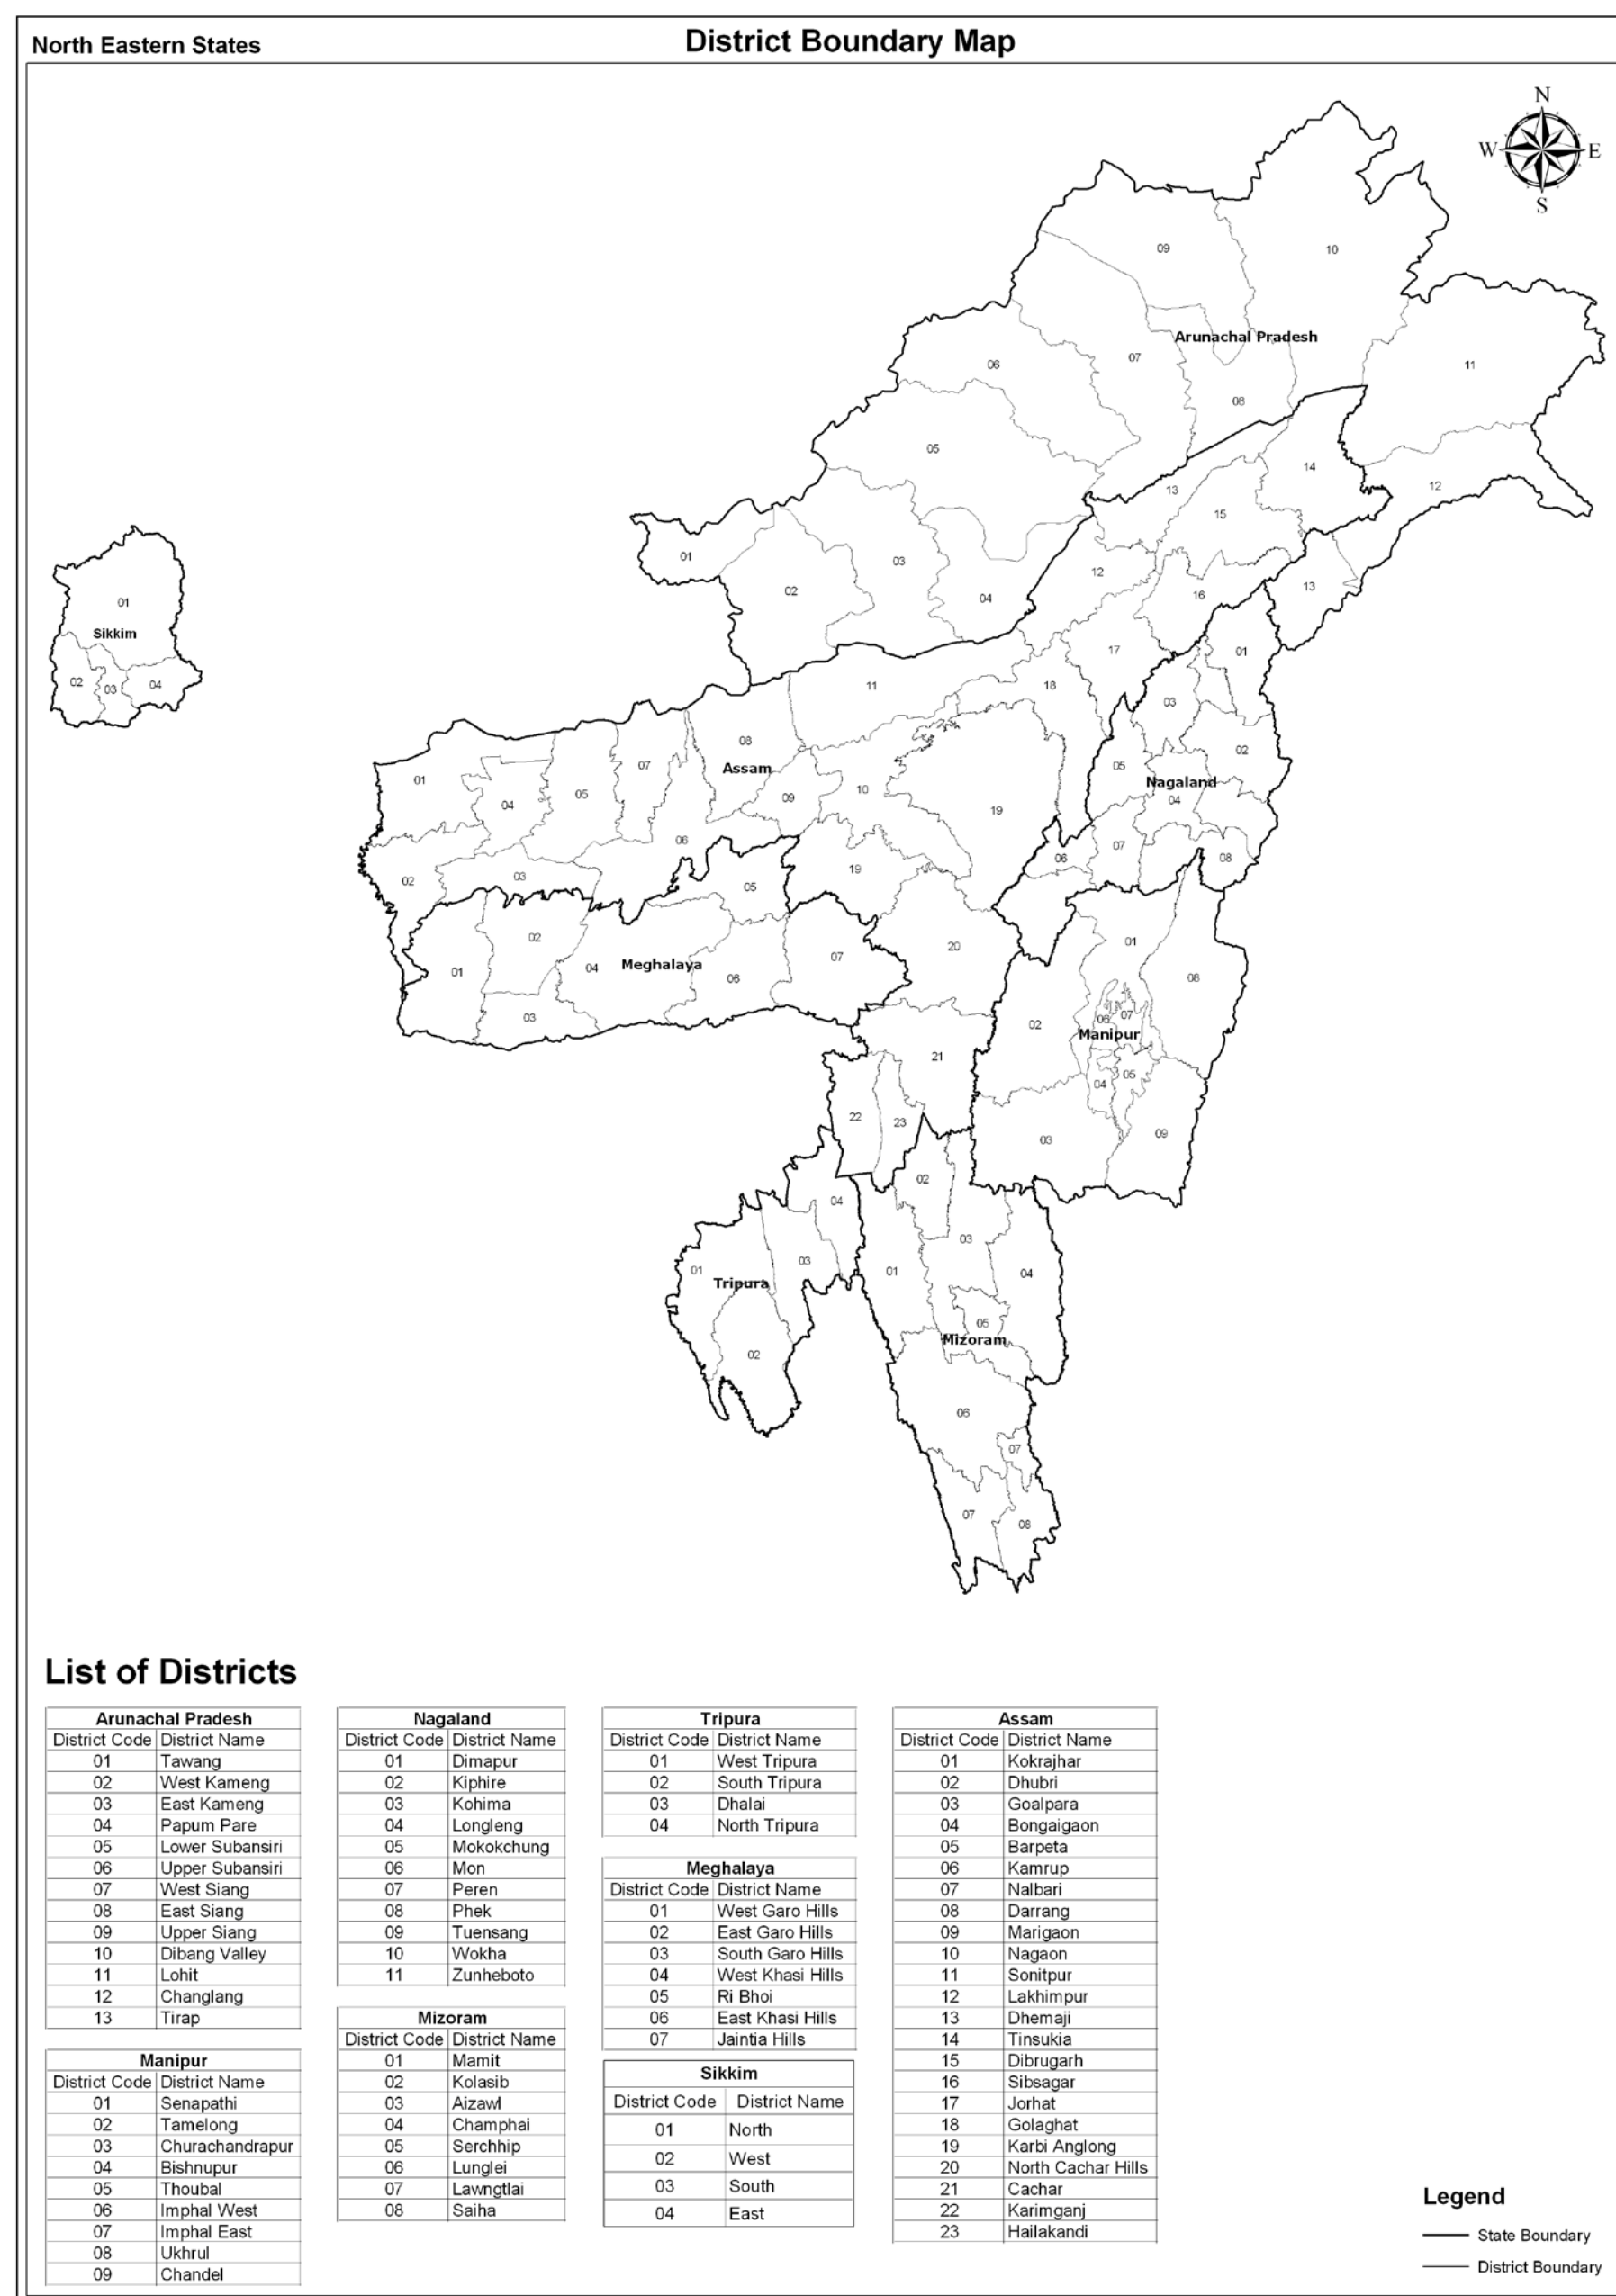 North Eastern States
District Boundary Map
N
W E
S
09
10
Arunachal Pradesh
07
11
06
08
05
14
13
12
15
01
03
12
13
02
16
04
01
Sikkim
17
01
02
03
04
11
18
03
08
02
07
Assam
05
01
Nagaland
05
10
04
09
04
19
06
07
06
08
19
03
02
05
02
01
20
07
04
Meghalaya
01
06
08
03
02
06
07
Manipur
21
05
04
22
23
09
03
02
04
03
03
01
01
04
Tripura
05
Mizoram
02
06
07
07
08
List of Districts
Arunachal Pradesh
District Code District Name
01 Tawang
02 West Kameng
03 East Kameng
04 Papum Pare
05 Lower Subansiri
06 Upper Subansiri
07 West Siang
08 East Siang
09 Upper Siang
10 Dibang Valley
11 Lohit
12 Changlang
13 Tirap
Manipur
District Code District Name
01 Senapathi
02 Tamelong
03 Churachandrapur
04 Bishnupur
05 Thoubal
06 Imphal West
07 Imphal East
08 Ukhrul
09 Chandel
Nagaland
District Code District Name
01 Dimapur
02 Kiphire
03 Kohima
04 Longleng
05 Mokokchung
06 Mon
07 Peren
08 Phek
09 Tuensang
10 Wokha
11 Zunheboto
Mizoram
District Code District Name
01 Mamit
02 Kolasib
03 Aizawl
04 Champhai
05 Serchhip
06 Lunglei
07 Lawngtlai
08 Saiha
Tripura
District Code District Name
01 West Tripura
02 South Tripura
03 Dhalai
04 North Tripura
Meghalaya
District Code District Name
01 West Garo Hills
02 East Garo Hills
03 South Garo Hills
04 West Khasi Hills
05 Ri Bhoi
06 East Khasi Hills
07 Jaintia Hills
Sikkim
District Code District Name
01 North
02 West
03 South
04 East
Assam
District Code District Name
01 Kokrajhar
02 Dhubri
03 Goalpara
04 Bongaigaon
05 Barpeta
06 Kamrup
07 Nalbari
08 Darrang
09 Marigaon
10 Nagaon
11 Sonitpur
12 Lakhimpur
13 Dhemaji
14 Tinsukia
15 Dibrugarh
16 Sibsagar
17 Jorhat
18 Golaghat
19 Karbi Anglong
20 North Cachar Hills
21 Cachar
22 Karimganj
23 Hailakandi
Legend
State Boundary
District Boundary